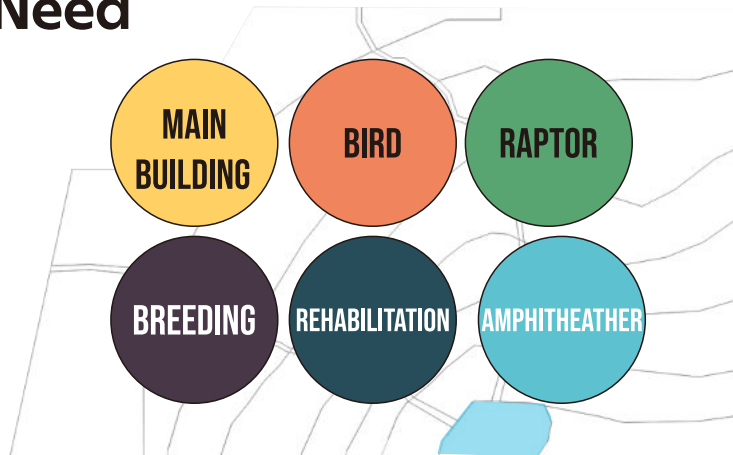 Need
MAIN
BUILDING
BIRD
RAPTOR
BREEDING
REHABILITATION
AMPHITHEATHER